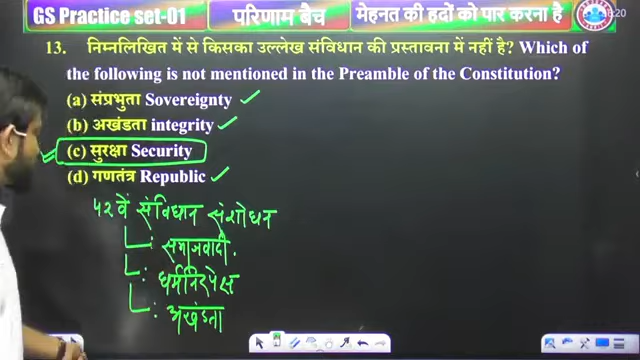 GS Practice set-01
परिणाम बैच
मेहनत की हदों को पार करना है
13. निम्नलिखित में से किसका उल्लेख संविधान की प्रस्तावना में नहीं है? Which of
the following is not mentioned in the Preamble of the Constitution?
(a) संप्रभुता Sovereignty
(b) अखंडता integrity
(c) सुरक्षा Security
(d) गणतंत्र Republic
42 वें संविधान संशोधन
समाजवादी
धर्मनिरपेक्ष
अखंडता